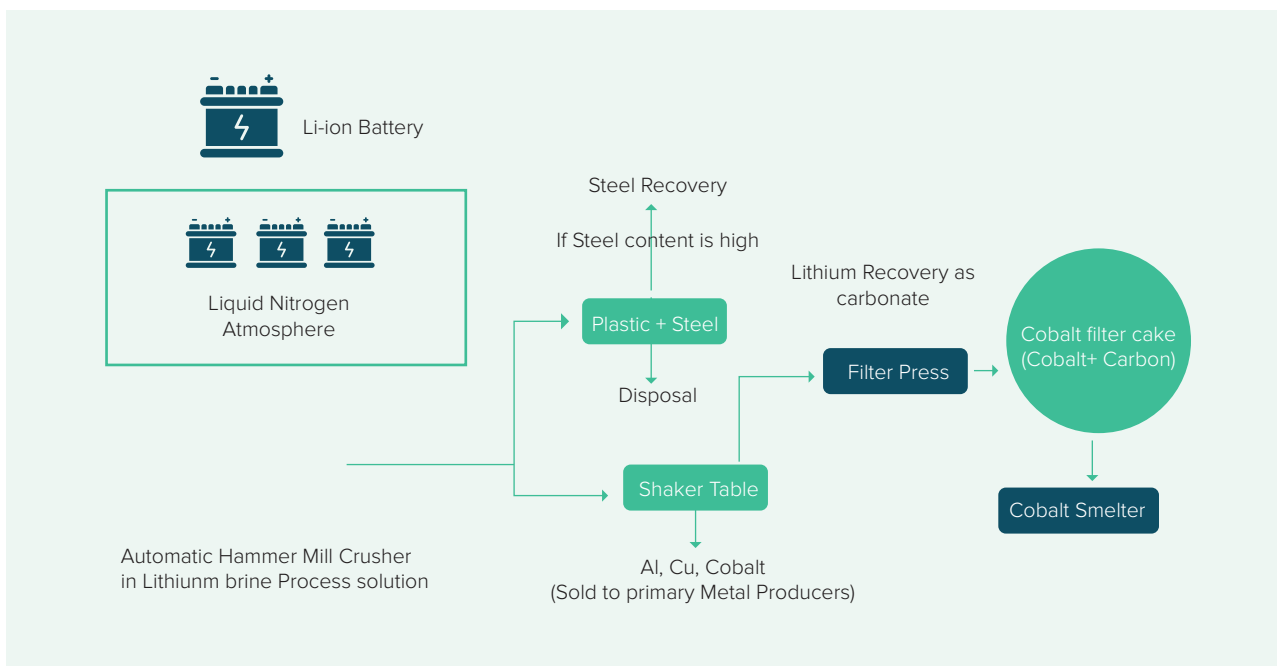 Li-ion Battery
Liquid Nitrogen
Atmosphere
Steel Recovery
If Steel content is high
Plastic + Steel
Disposal
Lithium Recovery as
carbonate
Filter Press
Cobalt filter cake
(Cobalt+ Carbon)
Shaker Table
Cobalt Smelter
Automatic Hammer Mill Crusher
in Lithiunm brine Process solution
Al, Cu, Cobalt
(Sold to primary Metal Producers)